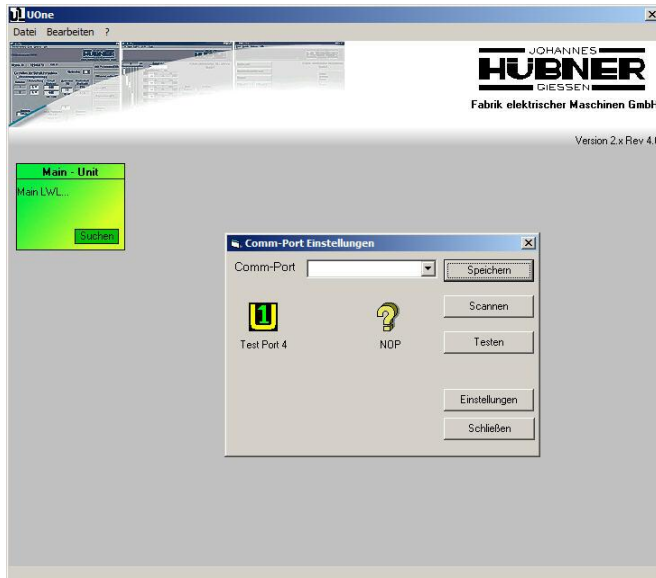 UOne
Datei Bearbeiten ?
JOHANNES
HÜBNER
GIESSEN
Fabrik elektrischer Maschinen GmbH
Version 2.x Rev 4.
Main - Unit
Main LWL...
Suchen
Comm-Port Einstellungen
Comm-Port
Speichern
Scannen
Test Port 4
NOP
Testen
Einstellungen
Schließen